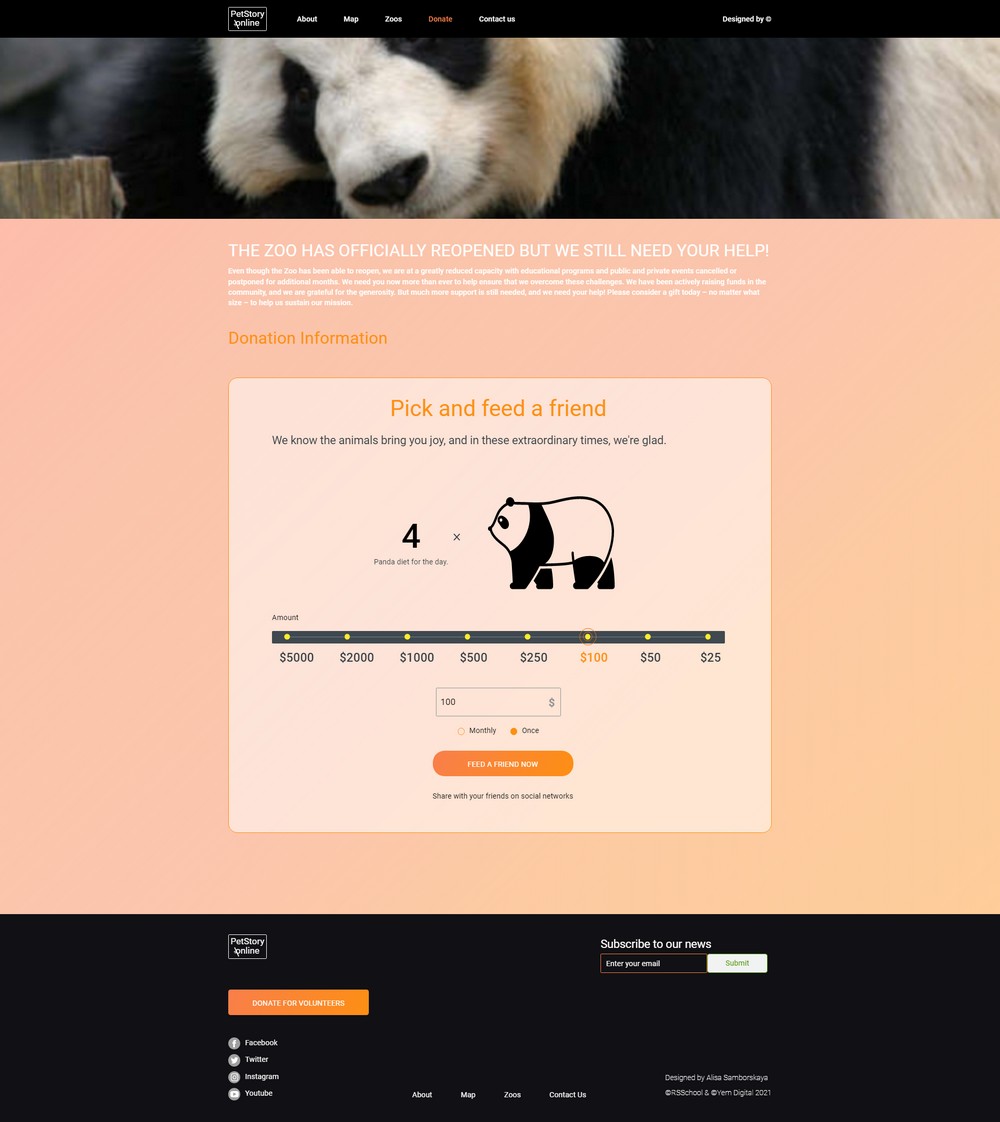 PetStory
online
About Map Zoos Donate Contact us Designed by ©
THE ZOO HAS OFFICIALLY REOPENED BUT WE STILL NEED YOUR HELP!
Even though the Zoo has been able to reopen, we are at a greatly reduced capacity with educational programs and public and private events cancelled or
postponed for additional months. We need you now more than ever to help ensure that we overcome these challenges. We have been actively raising funds in the
community, and we are grateful for the generosity. But much more support is still needed, and we need your help! Please consider a gift today – no matter what
size – to help us sustain our mission.
Donation Information
Pick and feed a friend
We know the animals bring you joy, and in these extraordinary times, we're glad.
4 ×
Panda diet for the day.
Amount
$5000 $2000 $1000 $500 $250 $100 $50 $25
100 $
Monthly Once
FEED A FRIEND NOW
Share with your friends on social networks
PetStory
online
Subscribe to our news
Enter your email Submit
DONATE FOR VOLUNTEERS
Facebook
Twitter
Instagram
Youtube
About Map Zoos Contact Us
Designed by Alisa Samborskaya
©RSSchool & ©Yem Digital 2021